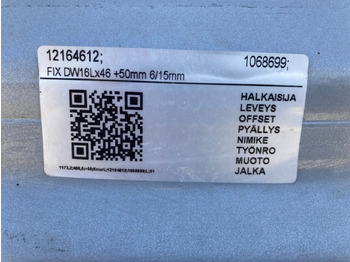 12164612; 1068699;
FIX DW16Lx46 +50mm 6/15mm
HALKAISIJA
LEVEYS
OFFSET
PYÄLLYS
NIMIKE
TYÖNRO
MUOTO
JALKA